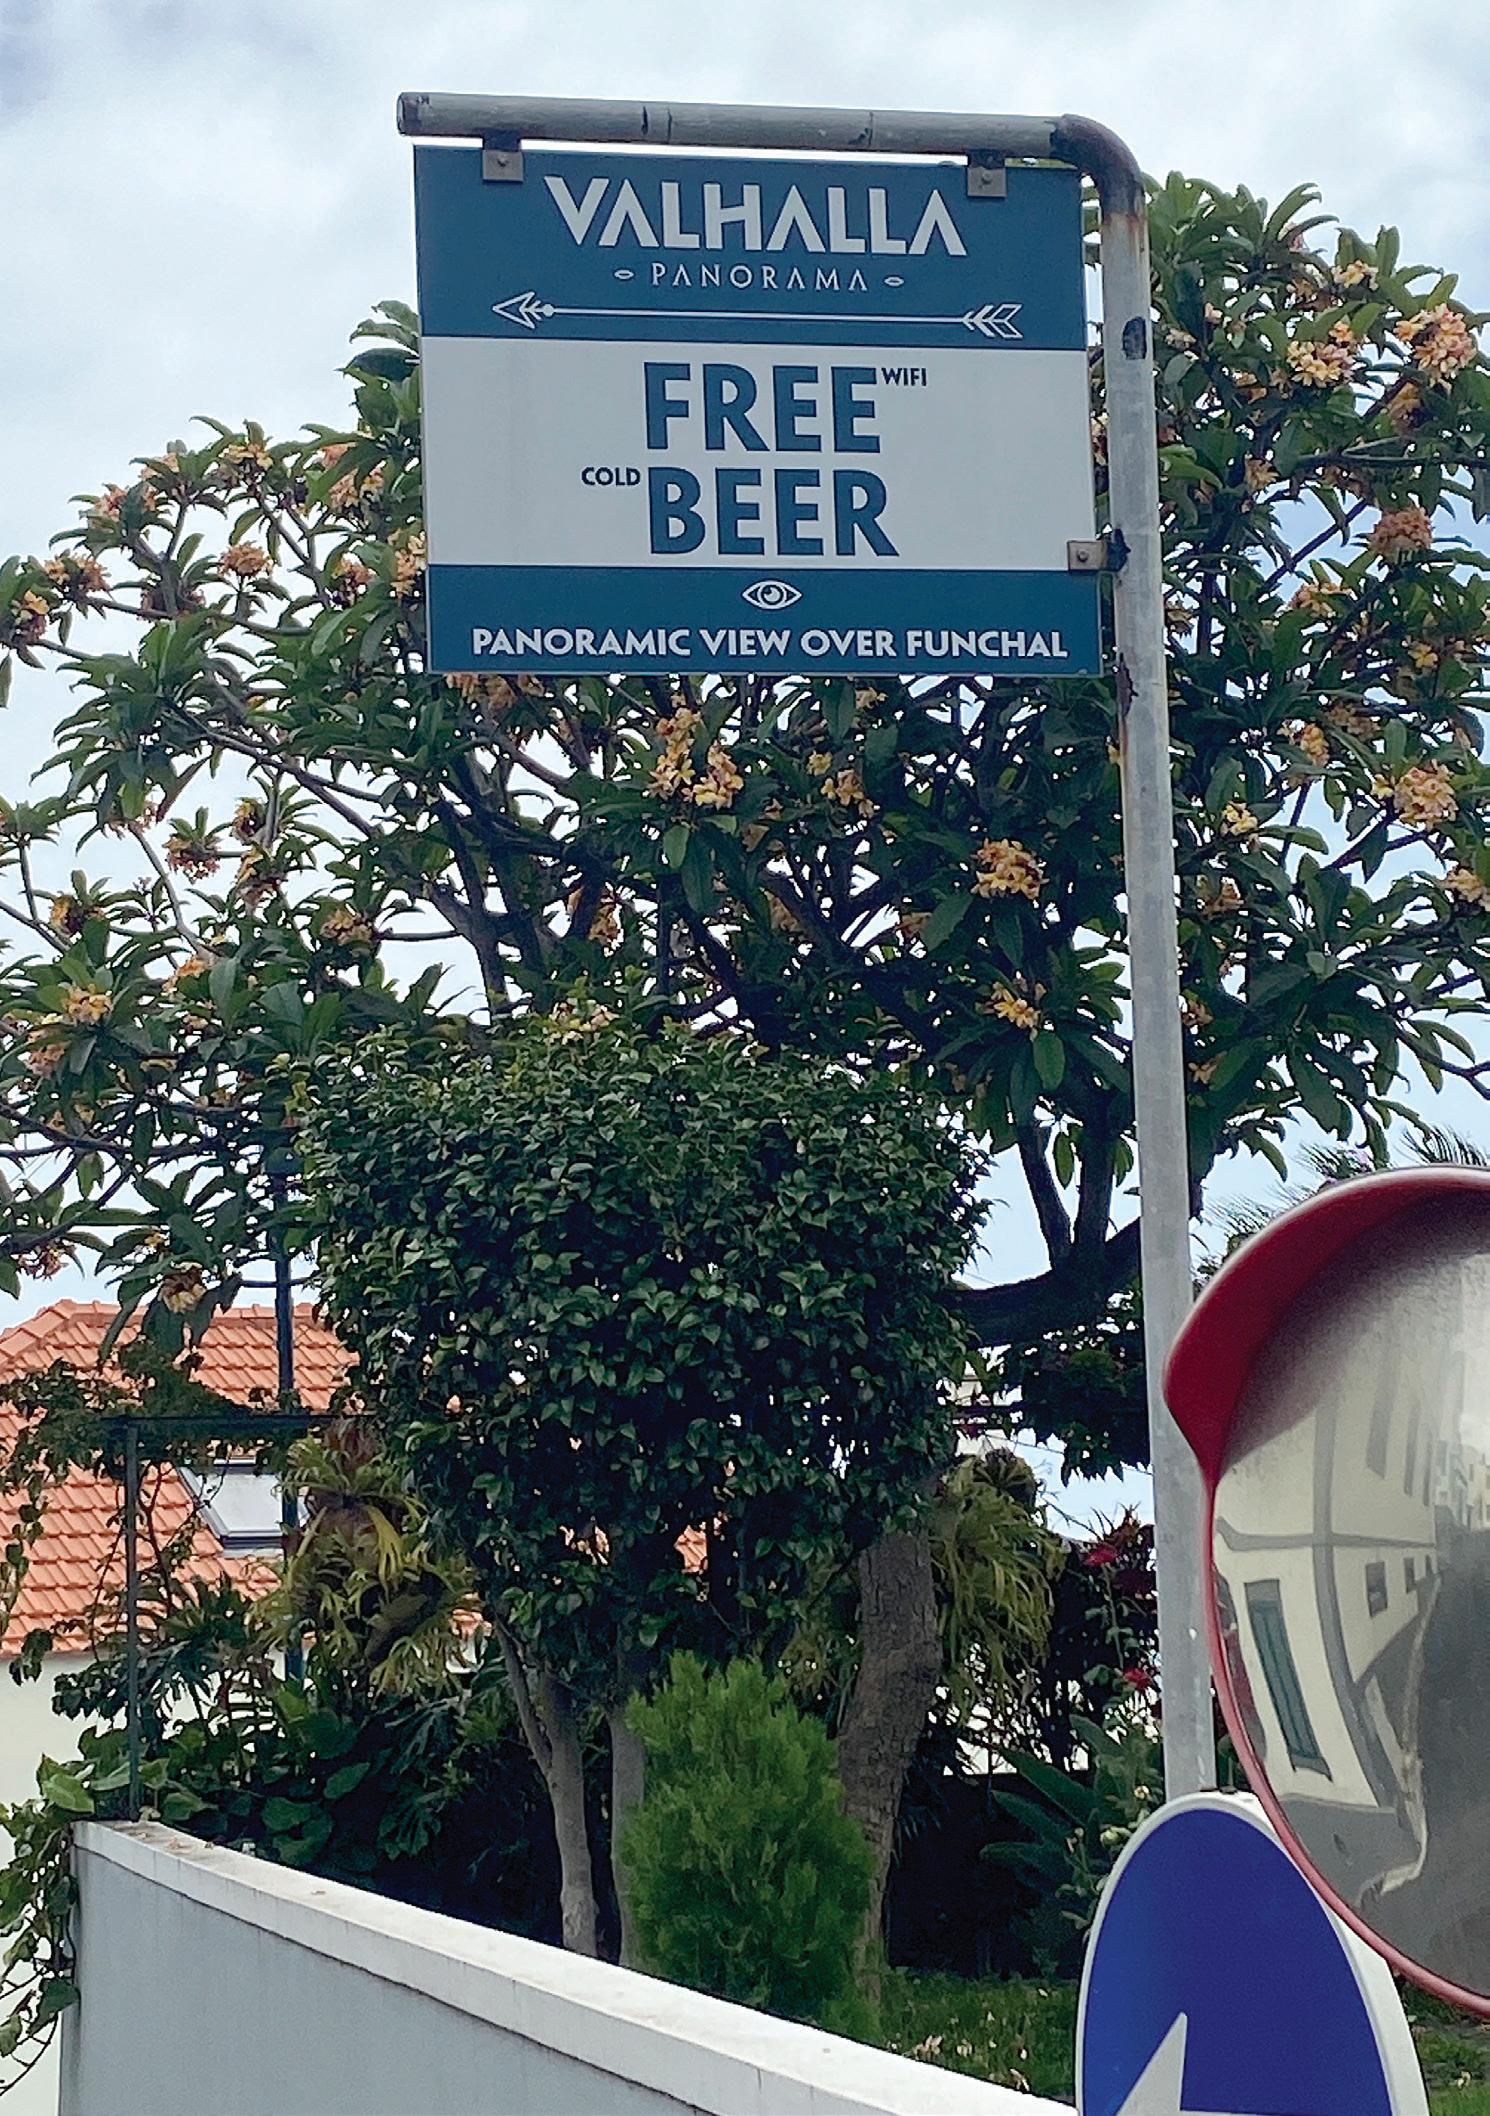 VALHALLA
PANORAMA
FREE WIFI
COLD BEER
PANORAMIC VIEW OVER FUNCHAL